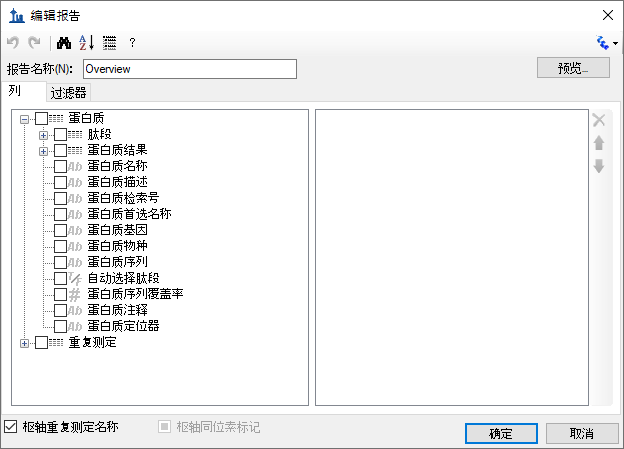 编辑报告
报告名称(N): Overview 预览...
列 过滤器
蛋白质
肽段
蛋白质结果
Ab 蛋白质名称
Ab 蛋白质描述
Ab 蛋白质检索号
Ab 蛋白质首选名称
Ab 蛋白质基因
Ab 蛋白质物种
Ab 蛋白质序列
T/F 自动选择肽段
# 蛋白质序列覆盖率
Ab 蛋白质注释
Ab 蛋白质定位器
重复测定
枢轴重复测定名称 枢轴同位素标记
确定 取消